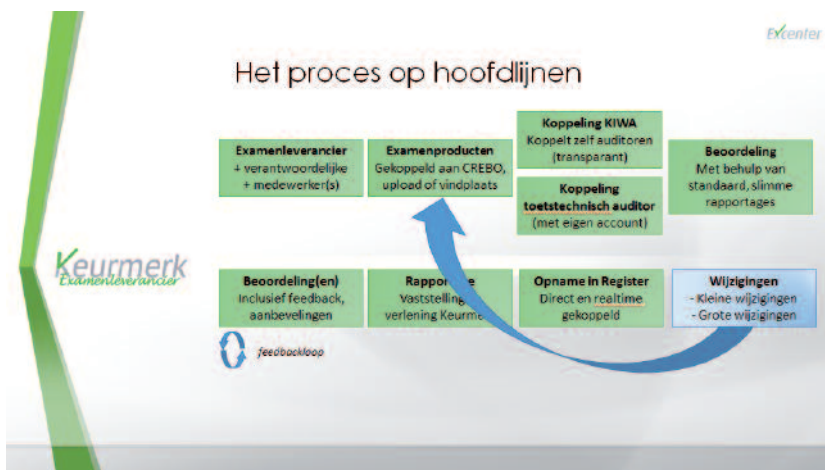 Excenter
Het proces op hoofdlijnen
Examenleverancier
+ verantwoordelijke
+ medewerker(s)
Examenproducten
Gekoppeld aan CREBO,
upload of vindplaats
Koppeling KIWA
Koppelt zelf auditoren
(transparant)
Koppeling
toetstechnisch auditor
(met eigen account)
Beoordeling
Met behulp van
standaard, slimme
rapportages
Keurmerk
Examenleverancier
Beoordeling(en)
Inclusief feedback,
aanbevelingen
verlening
Opname in Register
Direct en realtime
gekoppeld
Wijzigingen
- Kleine wijzigingen
- Grote wijzigingen
feedbackloop